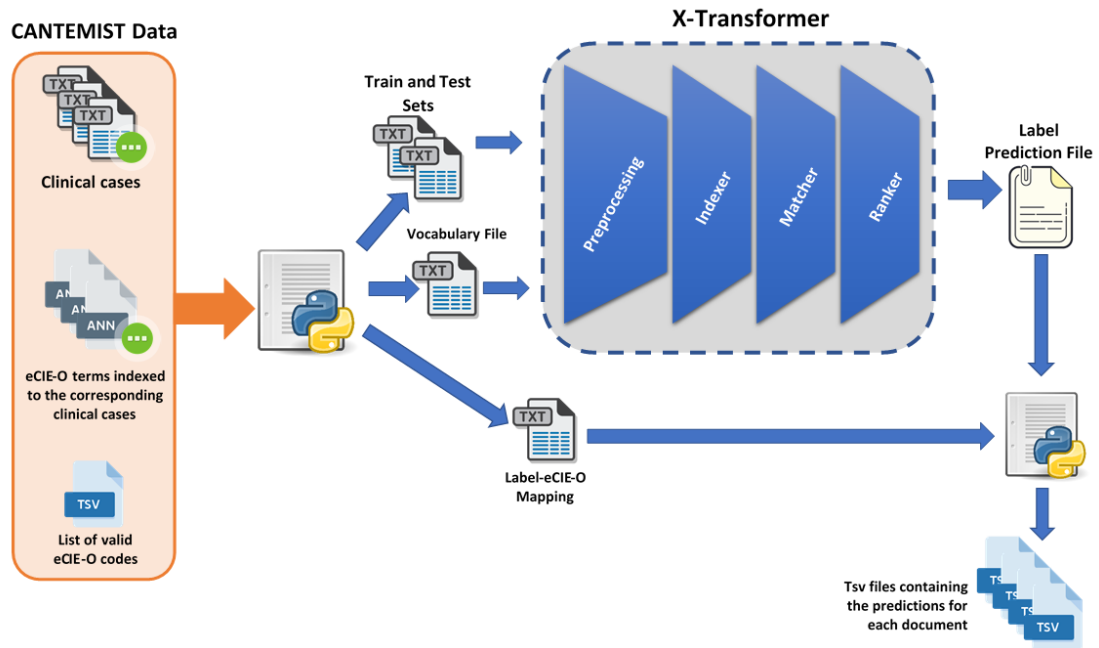 CANTEMIST Data
TXT
TXT
TXT
Clinical cases
ANN
eCIE-O terms indexed
to the corresponding
clinical cases
TSV
List of valid
eCIE-O codes
Train and Test
Sets
TXT
TXT
Vocabulary File
TXT
TXT
Label-eCIE-O
Mapping
X-Transformer
Preprocessing
Indexer
Matcher
Ranker
Label
Prediction File
Tsv files containing
the predictions for
each document
TSV